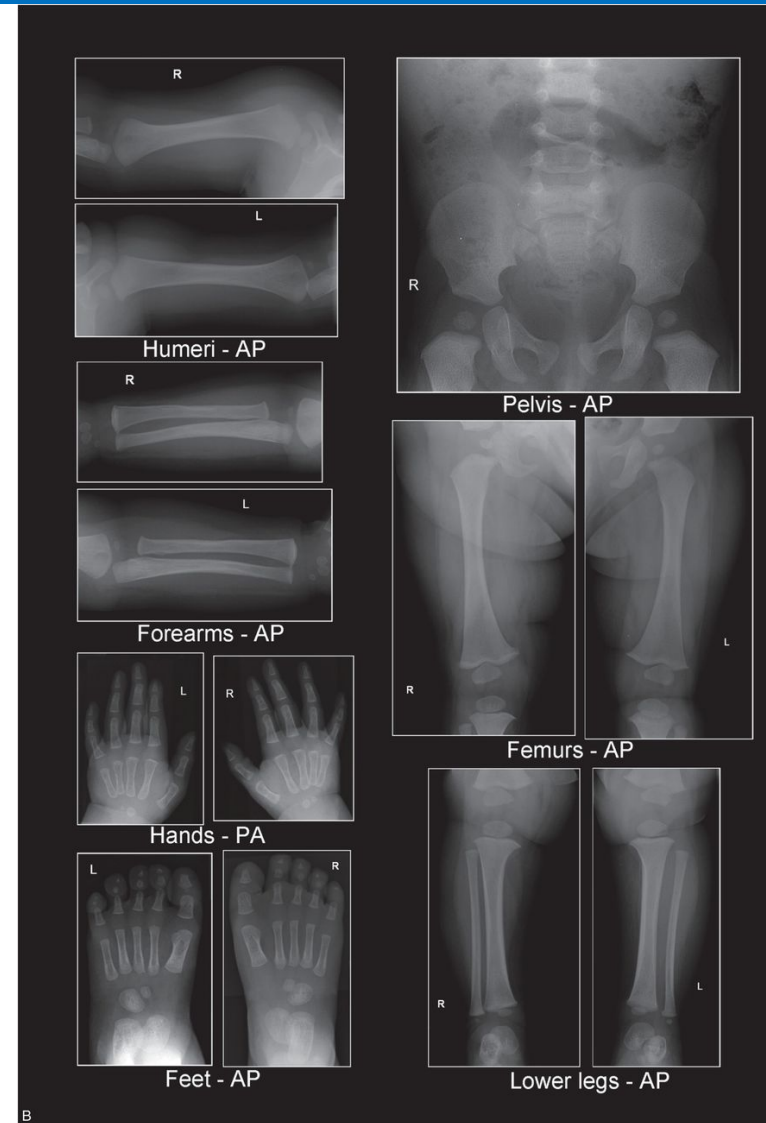 R
L
Humeri - AP
R
L
Forearms - AP
L
R
Hands - PA
L
R
Feet - AP
R
Pelvis - AP
R
L
Femurs - AP
R
L
Lower legs - AP
B